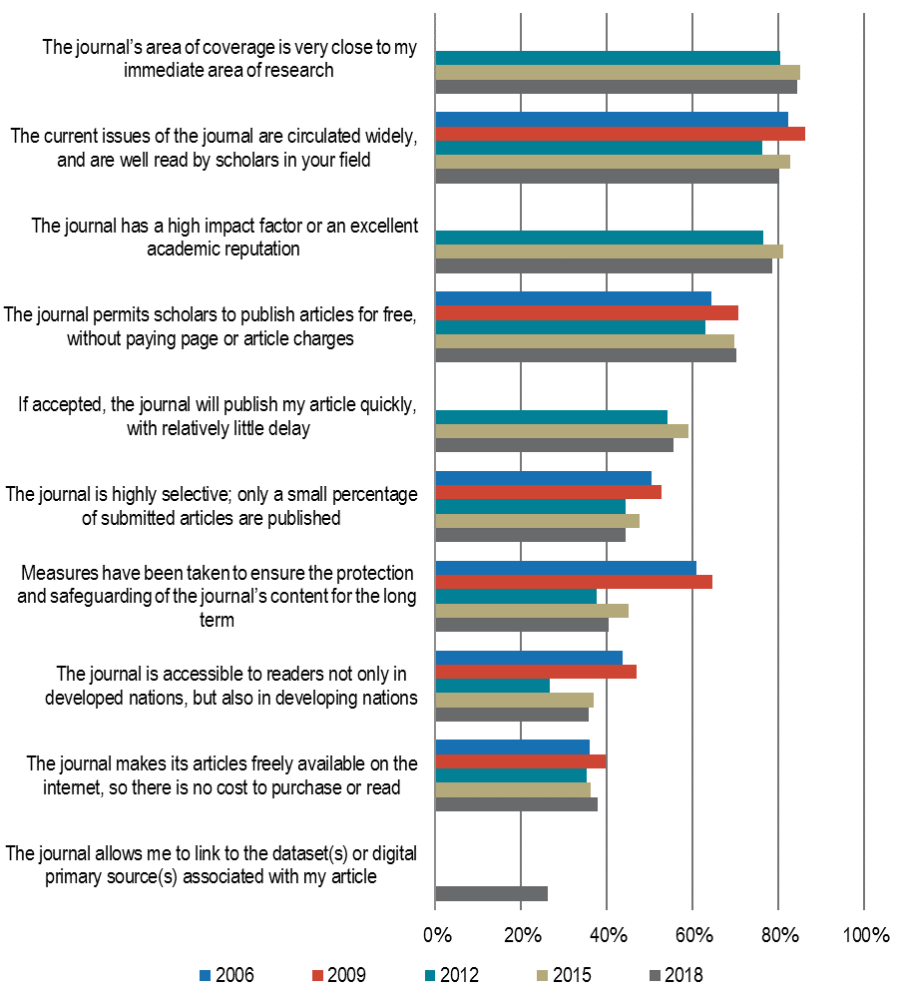 The journal’s area of coverage is very close to my
immediate area of research
The current issues of the journal are circulated widely,
and are well read by scholars in your field
The journal has a high impact factor or an excellent
academic reputation
The journal permits scholars to publish articles for free,
without paying page or article charges
If accepted, the journal will publish my article quickly,
with relatively little delay
The journal is highly selective; only a small percentage
of submitted articles are published
Measures have been taken to ensure the protection
and safeguarding of the journal’s content for the long
term
The journal is accessible to readers not only in
developed nations, but also in developing nations
The journal makes its articles freely available on the
internet, so there is no cost to purchase or read
The journal allows me to link to the dataset(s) or digital
primary source(s) associated with my article
0% 20% 40% 60% 80% 100%
2006 2009 2012 2015 2018